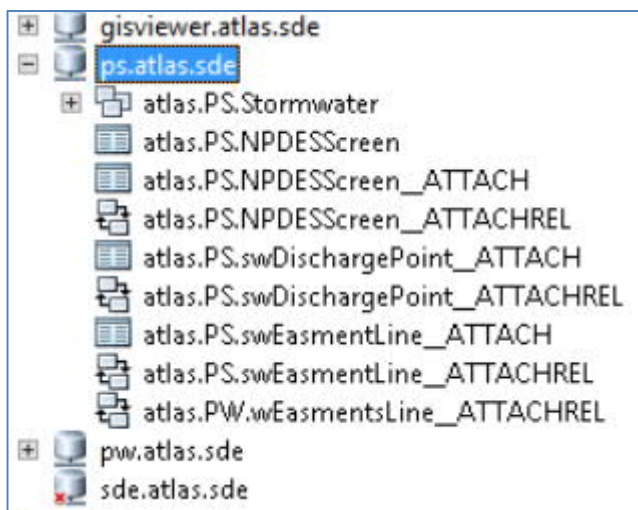 gisviewer.atlas.sde
ps.atlas.sde
atlas.PS.Stormwater
atlas.PS.NPDESScreen
atlas.PS.NPDESScreen__ATTACH
atlas.PS.NPDESScreen__ATTACHREL
atlas.PS.swDischargePoint__ATTACH
atlas.PS.swDischargePoint__ATTACHREL
atlas.PS.swEasmentLine__ATTACH
atlas.PS.swEasmentLine__ATTACHREL
atlas.PW.wEasmentsLine__ATTACHREL
pw.atlas.sde
sde.atlas.sde